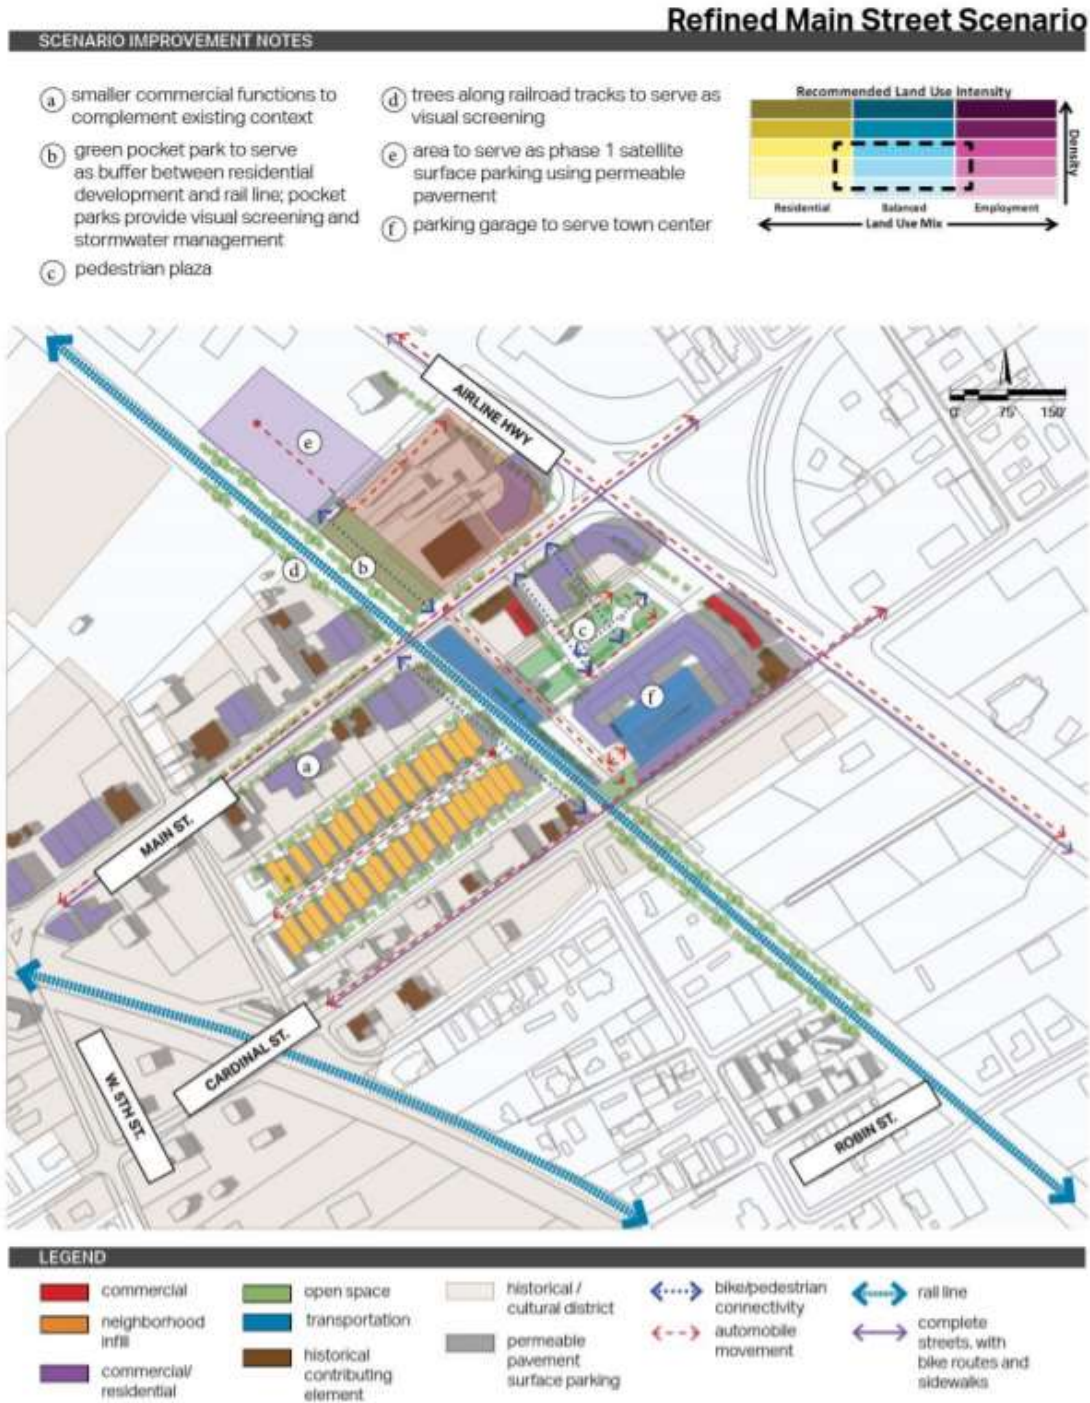 Refined Main Street Scenario
SCENARIO IMPROVEMENT NOTES
a smaller commercial functions to
complement existing context
b green pocket park to serve
as buffer between residential
development and rail line; pocket
parks provide visual screening and
stormwater management
c pedestrian plaza
d trees along railroad tracks to serve as
visual screening
e area to serve as phase 1 satellite
surface parking using permeable
pavement
f parking garage to serve town center
Recommended Land Use Intensity
Density
Residential Balanced Employment
Land Use Mix
AIRLINE HWY
0' 75' 150'
e
b
d
c
f
a
MAIN ST.
CARDINAL ST.
W. 5TH ST.
ROBIN ST.
LEGEND
commercial
neighborhood
infill
commercial/
residential
open space
transportation
historical
contributing
element
historical /
cultural district
permeable
pavement
surface parking
bike/pedestrian
connectivity
automobile
movement
rail line
complete
streets, with
bike routes and
sidewalks